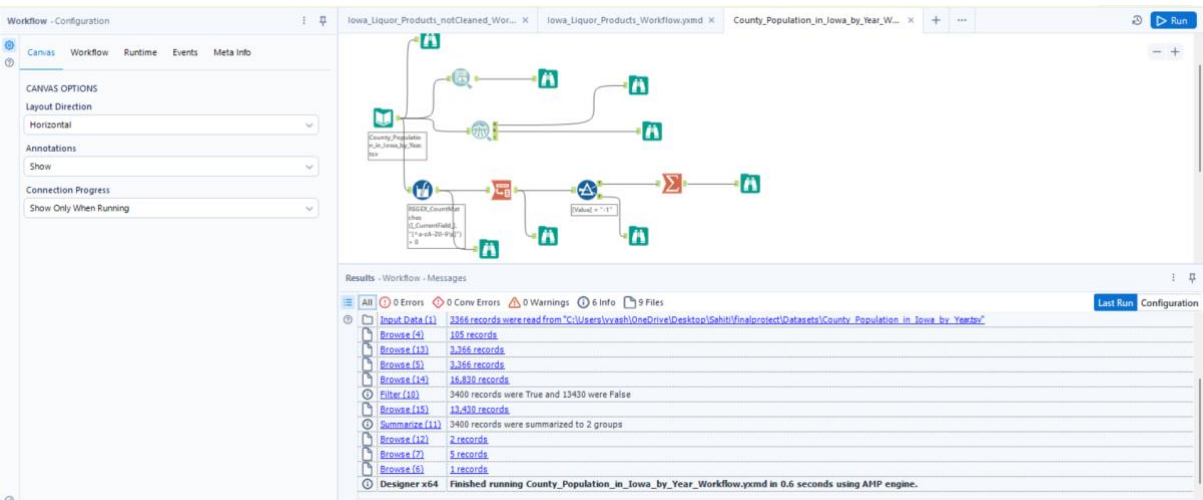 Workflow - Configuration
Canvas Workflow Runtime Events Meta Info
CANVAS OPTIONS
Layout Direction
Horizontal
Annotations
Show
Connection Progress
Show Only When Running
Iowa_Liquor_Products_notCleaned_Wor...
Iowa_Liquor_Products_Workflow.yxmd
County_Population_in_Iowa_by_Year_W...
Run
County_Populatio
n_in_Iowa_by_Year.
tsv
REGEX_CountMat
ches
([_CurrentField_],
> 0
[Value] = "-1"
Results - Workflow - Messages
All 0 Errors 0 Conv Errors 0 Warnings 6 Info 9 Files
Last Run Configuration
Input Data (1) 3366 records were read from "C:\Users\vyash\OneDrive\Desktop\Sahiti\finalproject\Datasets\County_Population_in_Iowa_by_Year.tsv"
Browse (4) 105 records
Browse (13) 3,366 records
Browse (5) 3,366 records
Browse (14) 16,830 records
Filter (10) 3400 records were True and 13430 were False
Browse (15) 13,430 records
Summarize (11) 3400 records were summarized to 2 groups
Browse (12) 2 records
Browse (7) 5 records
Browse (6) 1 records
Designer x64 Finished running County_Population_in_Iowa_by_Year_Workflow.yxmd in 0.6 seconds using AMP engine.